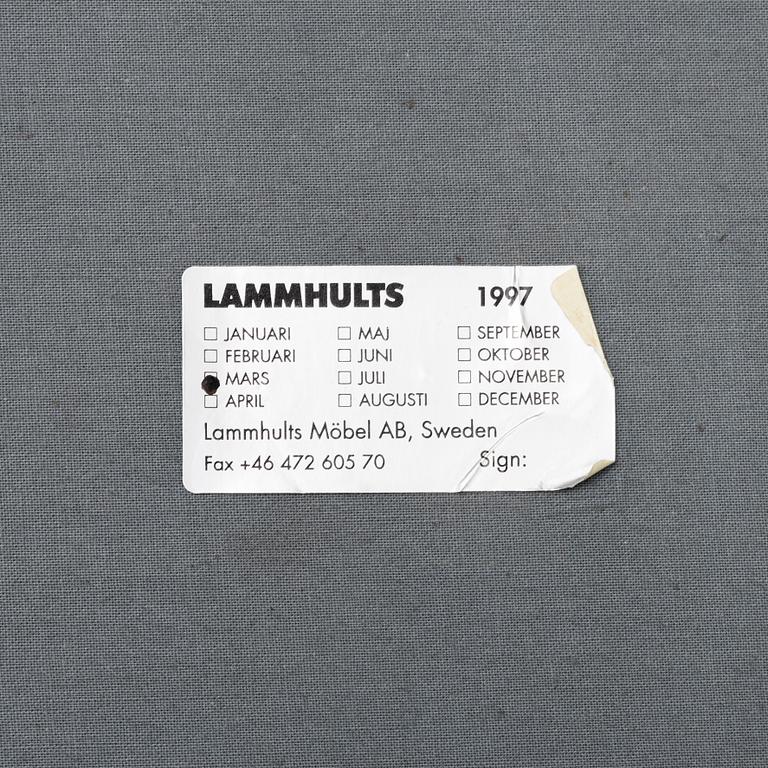 LAMMHULTS 1997
☐ JANUARI ☐ MAJ ☐ SEPTEMBER
☐ FEBRUARI ☐ JUNI ☐ OKTOBER
☐ MARS ☐ JULI ☐ NOVEMBER
☐ APRIL ☐ AUGUSTI ☐ DECEMBER
Lammhults Möbel AB, Sweden
Fax +46 472 605 70 Sign: